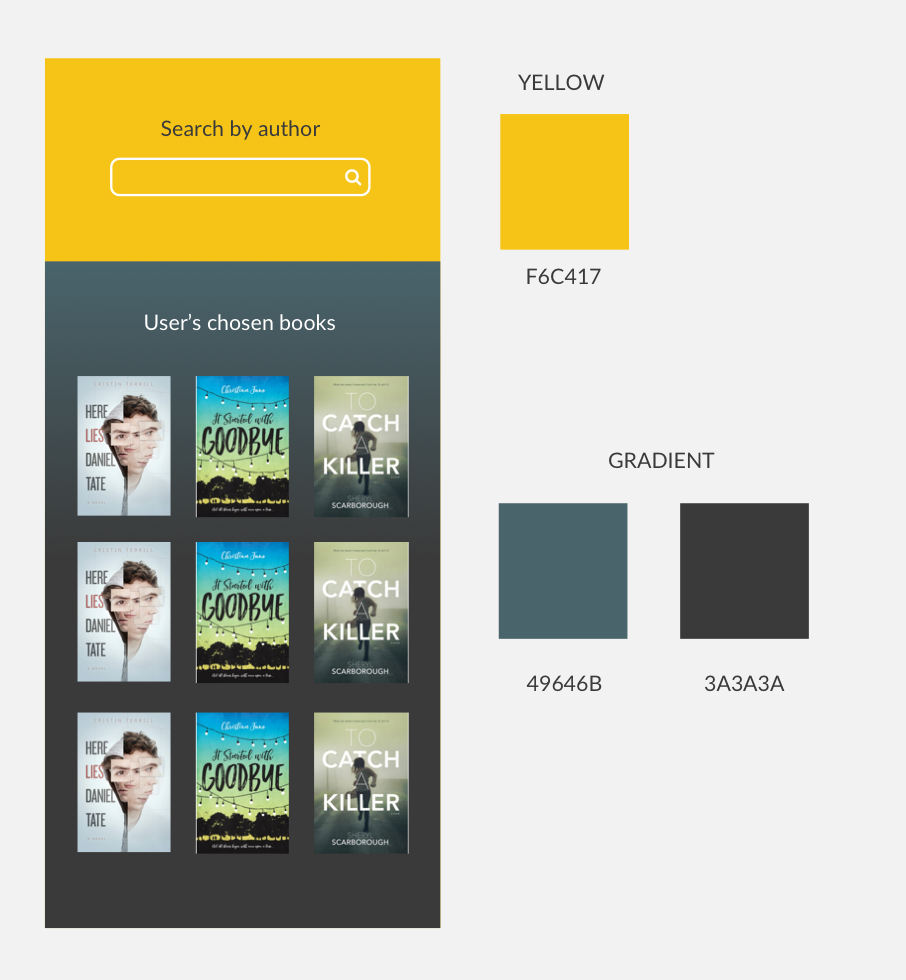 Search by author
User's chosen books
CRISTIN TERRILL
HERE
LIES
DANIEL
TATE
Christina June
It Started with
GOODBYE
TO
CATCH
A
KILLER
SHERYL
SCARBOROUGH
CRISTIN TERRILL
HERE
LIES
DANIEL
TATE
Christina June
It Started with
GOODBYE
TO
CATCH
A
KILLER
SHERYL
SCARBOROUGH
CRISTIN TERRILL
HERE
LIES
DANIEL
TATE
Christina June
It Started with
GOODBYE
TO
CATCH
A
KILLER
SHERYL
SCARBOROUGH
YELLOW
F6C417
GRADIENT
49646B
3A3A3A